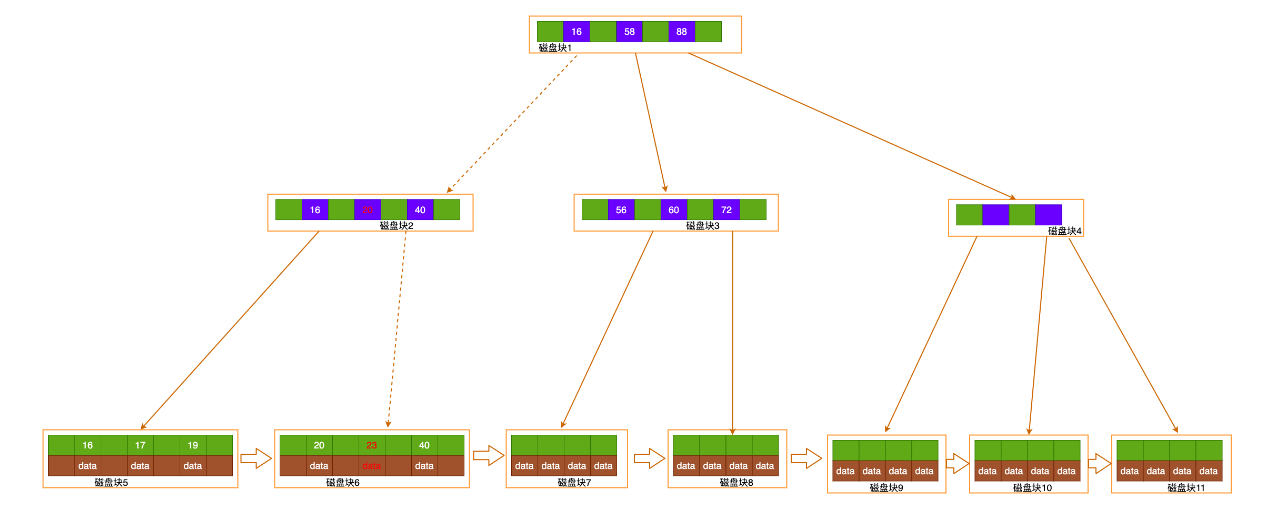 16 58 88
磁盘块1
16 40
磁盘块2
56 60 72
磁盘块3
磁盘块4
16 17 19
data data data
磁盘块5
20 23 40
data data data
磁盘块6
data data data data
磁盘块7
data data data data
磁盘块8
data data data data
磁盘块9
data data data data
磁盘块10
data data data data
磁盘块11